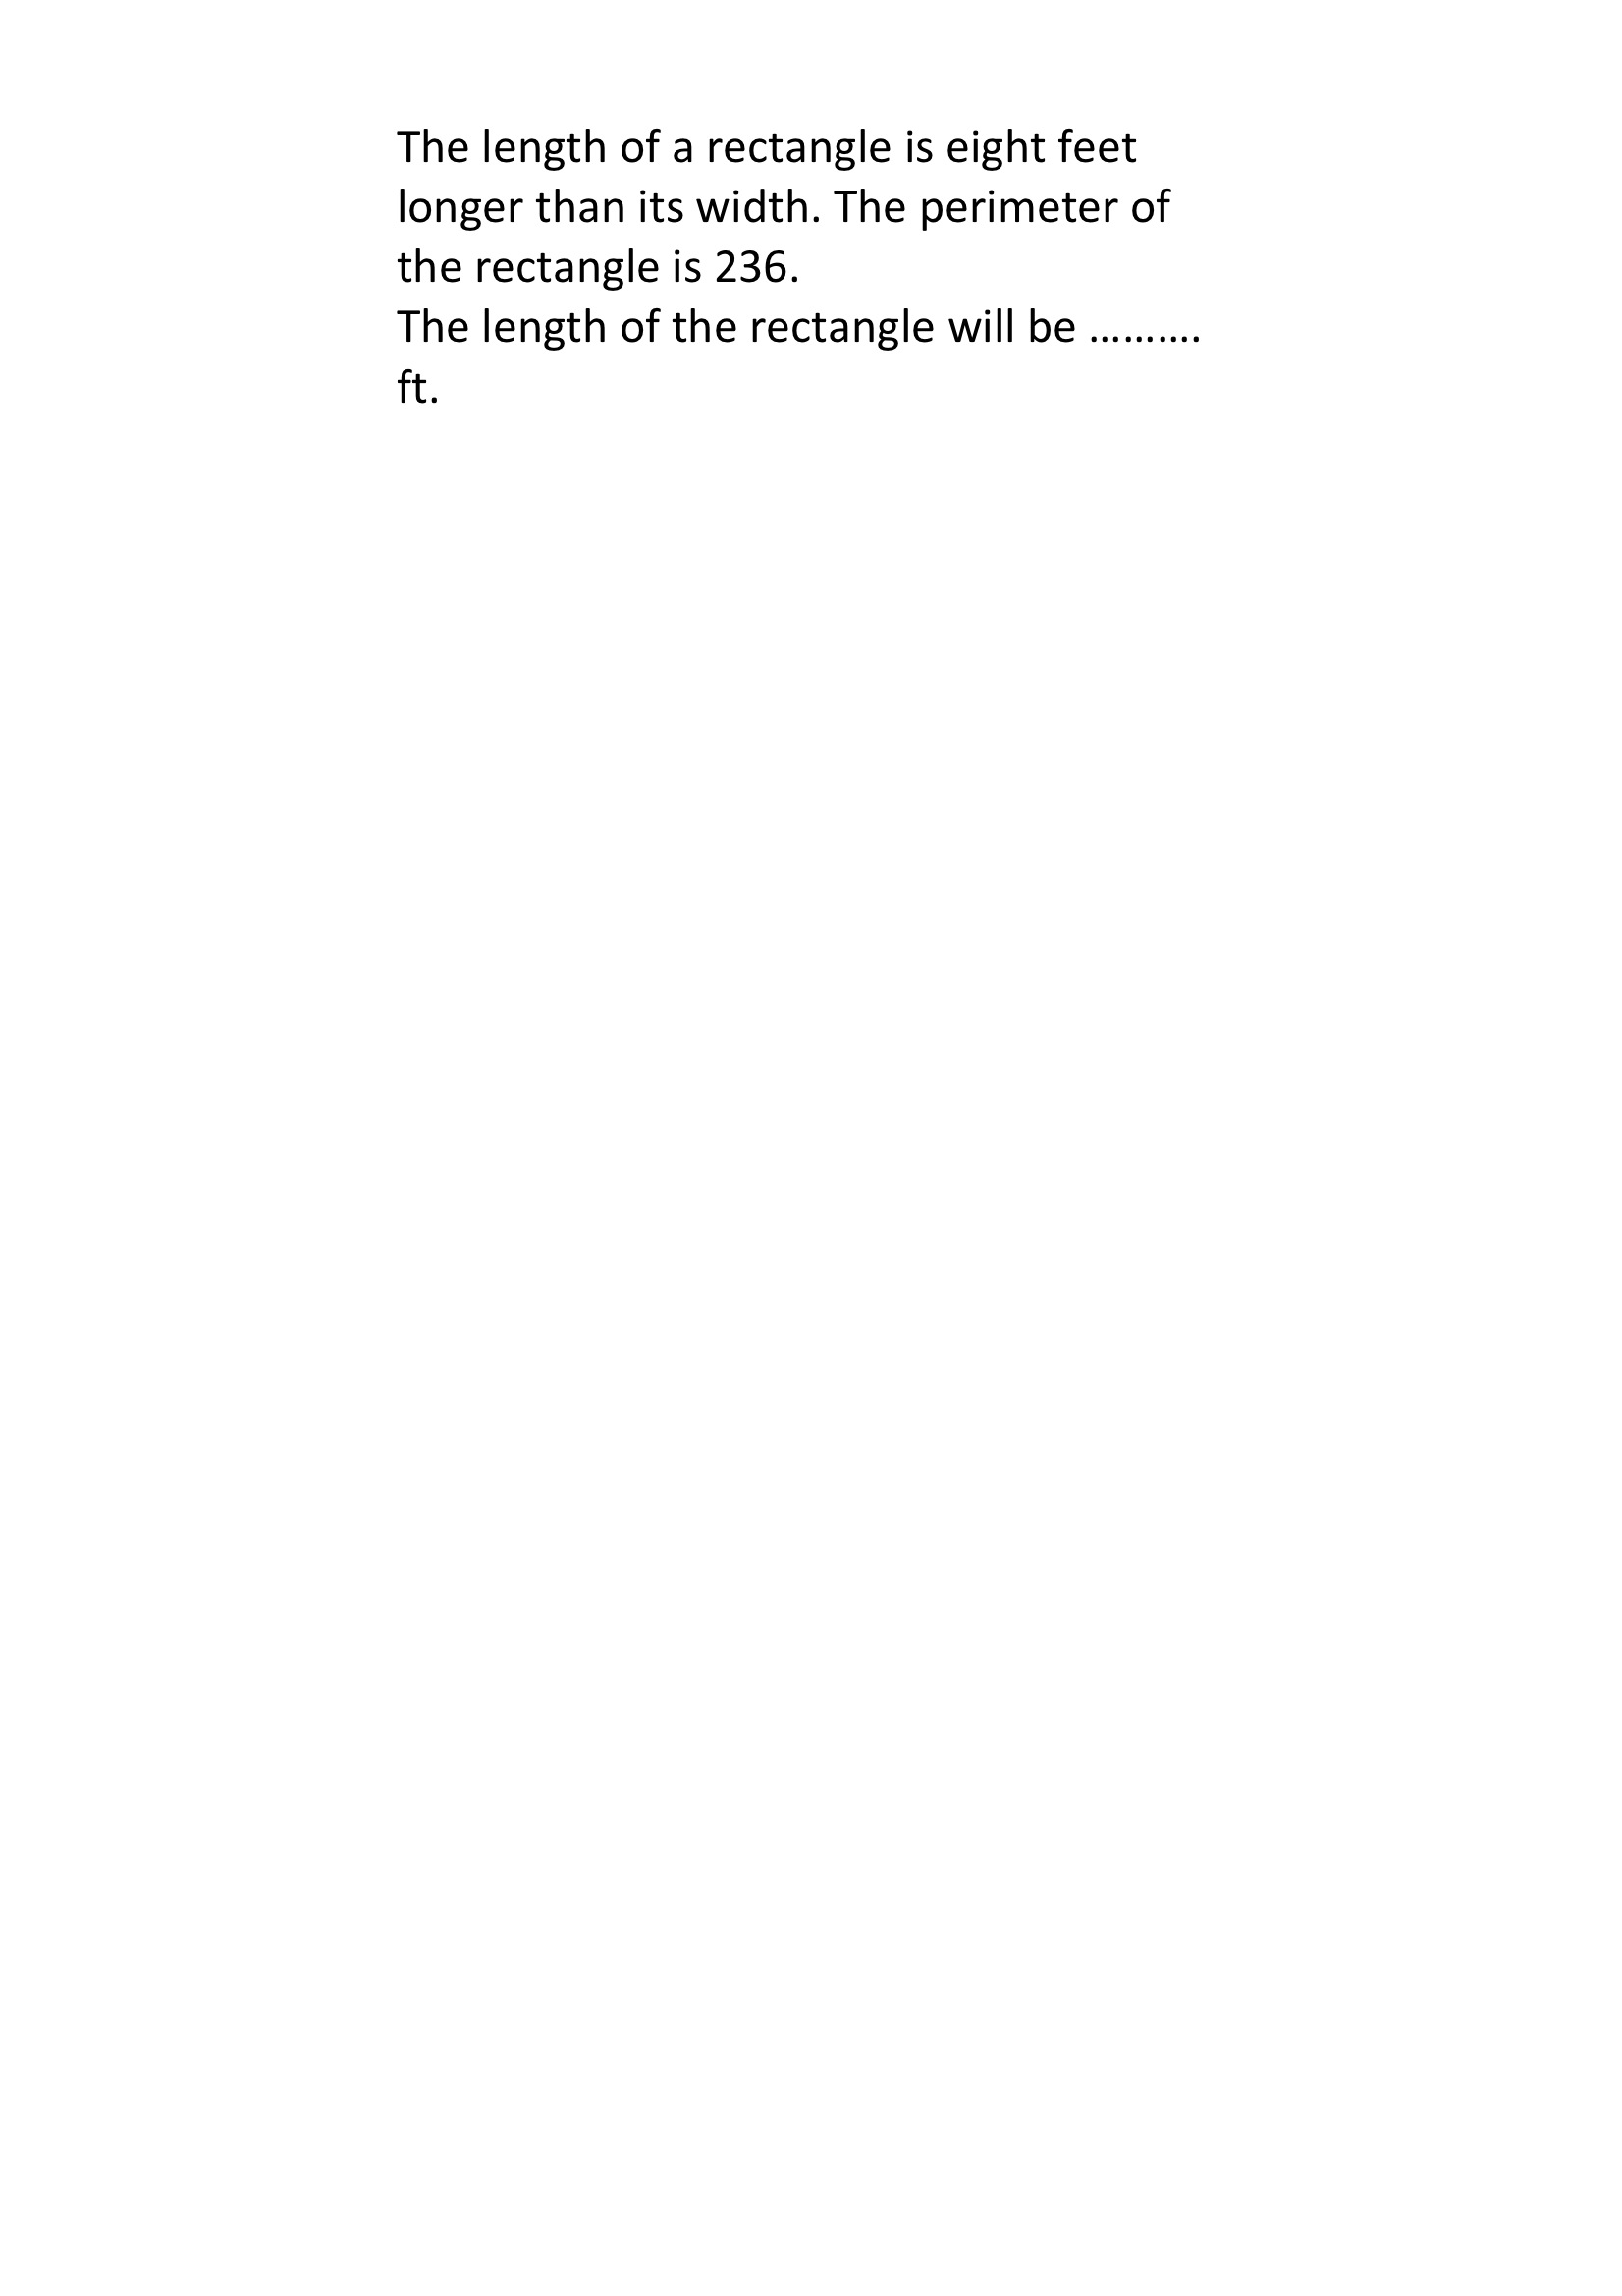 The length of a rectangle is eight feet
longer than its width. The perimeter of
the rectangle is 236.
The length of the rectangle will be ..........
ft.